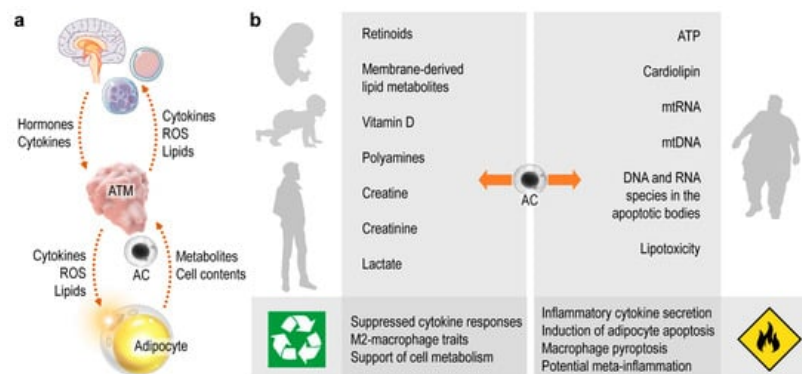 a
Hormones
Cytokines
Cytokines
ROS
Lipids
ATM
Cytokines
ROS
Lipids
AC
Metabolites
Cell contents
Adipocyte
b
Retinoids
Membrane-derived
lipid metabolites
Vitamin D
Polyamines
Creatine
Creatinine
Lactate
AC
ATP
Cardiolipin
mtRNA
mtDNA
DNA and RNA
species in the
apoptotic bodies
Lipotoxicity
Suppressed cytokine responses
M2-macrophage traits
Support of cell metabolism
Inflammatory cytokine secretion
Induction of adipocyte apoptosis
Macrophage pyroptosis
Potential meta-inflammation